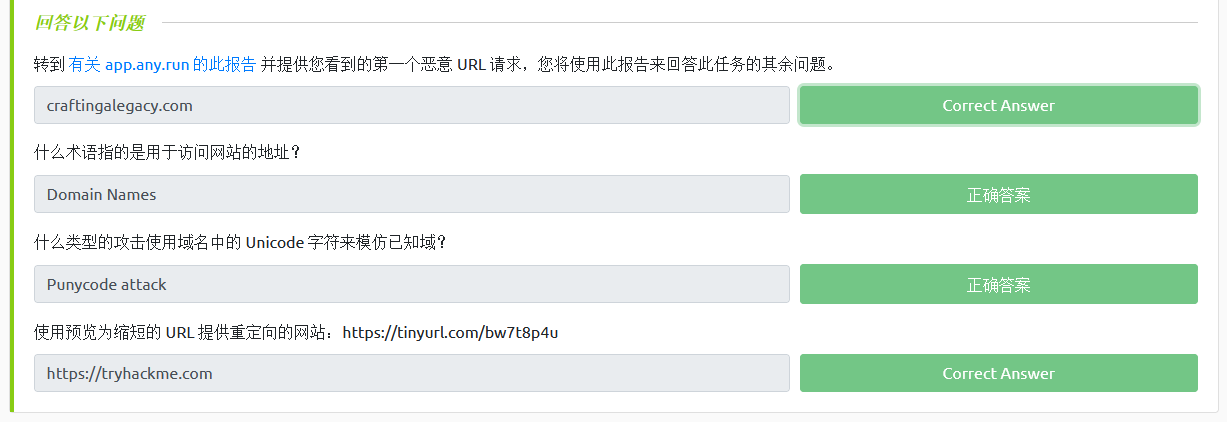 回答以下问题
转到 有关 app.any.run 的此报告 并提供您看到的第一个恶意 URL 请求，您将使用此报告来回答此任务的其余问题。
craftingalegacy.com
Correct Answer
什么术语指的是用于访问网站的地址？
Domain Names
正确答案
什么类型的攻击使用域名中的 Unicode 字符来模仿已知域？
Punycode attack
正确答案
使用预览为缩短的 URL 提供重定向的网站：https://tinyurl.com/bw7t8p4u
https://tryhackme.com
Correct Answer